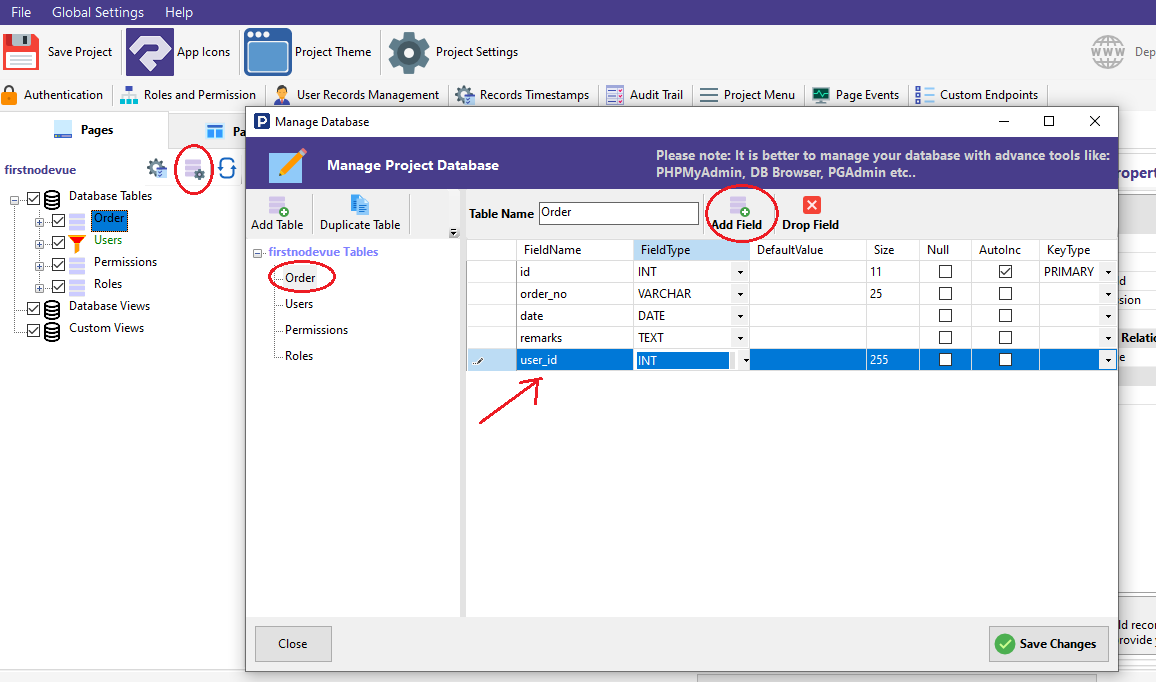 File Global Settings Help
Save Project App Icons Project Theme Project Settings WWW Dep
Authentication Roles and Permission User Records Management Records Timestamps Audit Trail Project Menu Page Events Custom Endpoints
Pages Pa
firstnodevue
Database Tables
Order
Users
Permissions
Roles
Database Views
Custom Views
Manage Database
Manage Project Database
Please note: It is better to manage your database with advance tools like:
PHPMyAdmin, DB Browser, PGAdmin etc..
Add Table Duplicate Table
Table Name Order Add Field Drop Field
firstnodevue Tables
Order
Users
Permissions
Roles
FieldName FieldType DefaultValue Size Null AutoInc KeyType
id INT 11 PRIMARY
order_no VARCHAR 25
date DATE
remarks TEXT
user_id INT 255
Close Save Changes
ropert
d
sion
Relatio
e
ld recor
rovide y